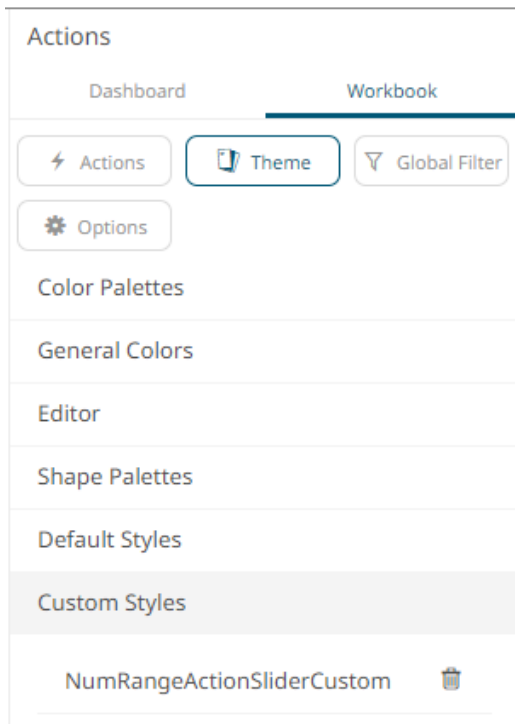 Actions
Dashboard Workbook
Actions Theme Global Filter
Options
Color Palettes
General Colors
Editor
Shape Palettes
Default Styles
Custom Styles
NumRangeActionSliderCustom